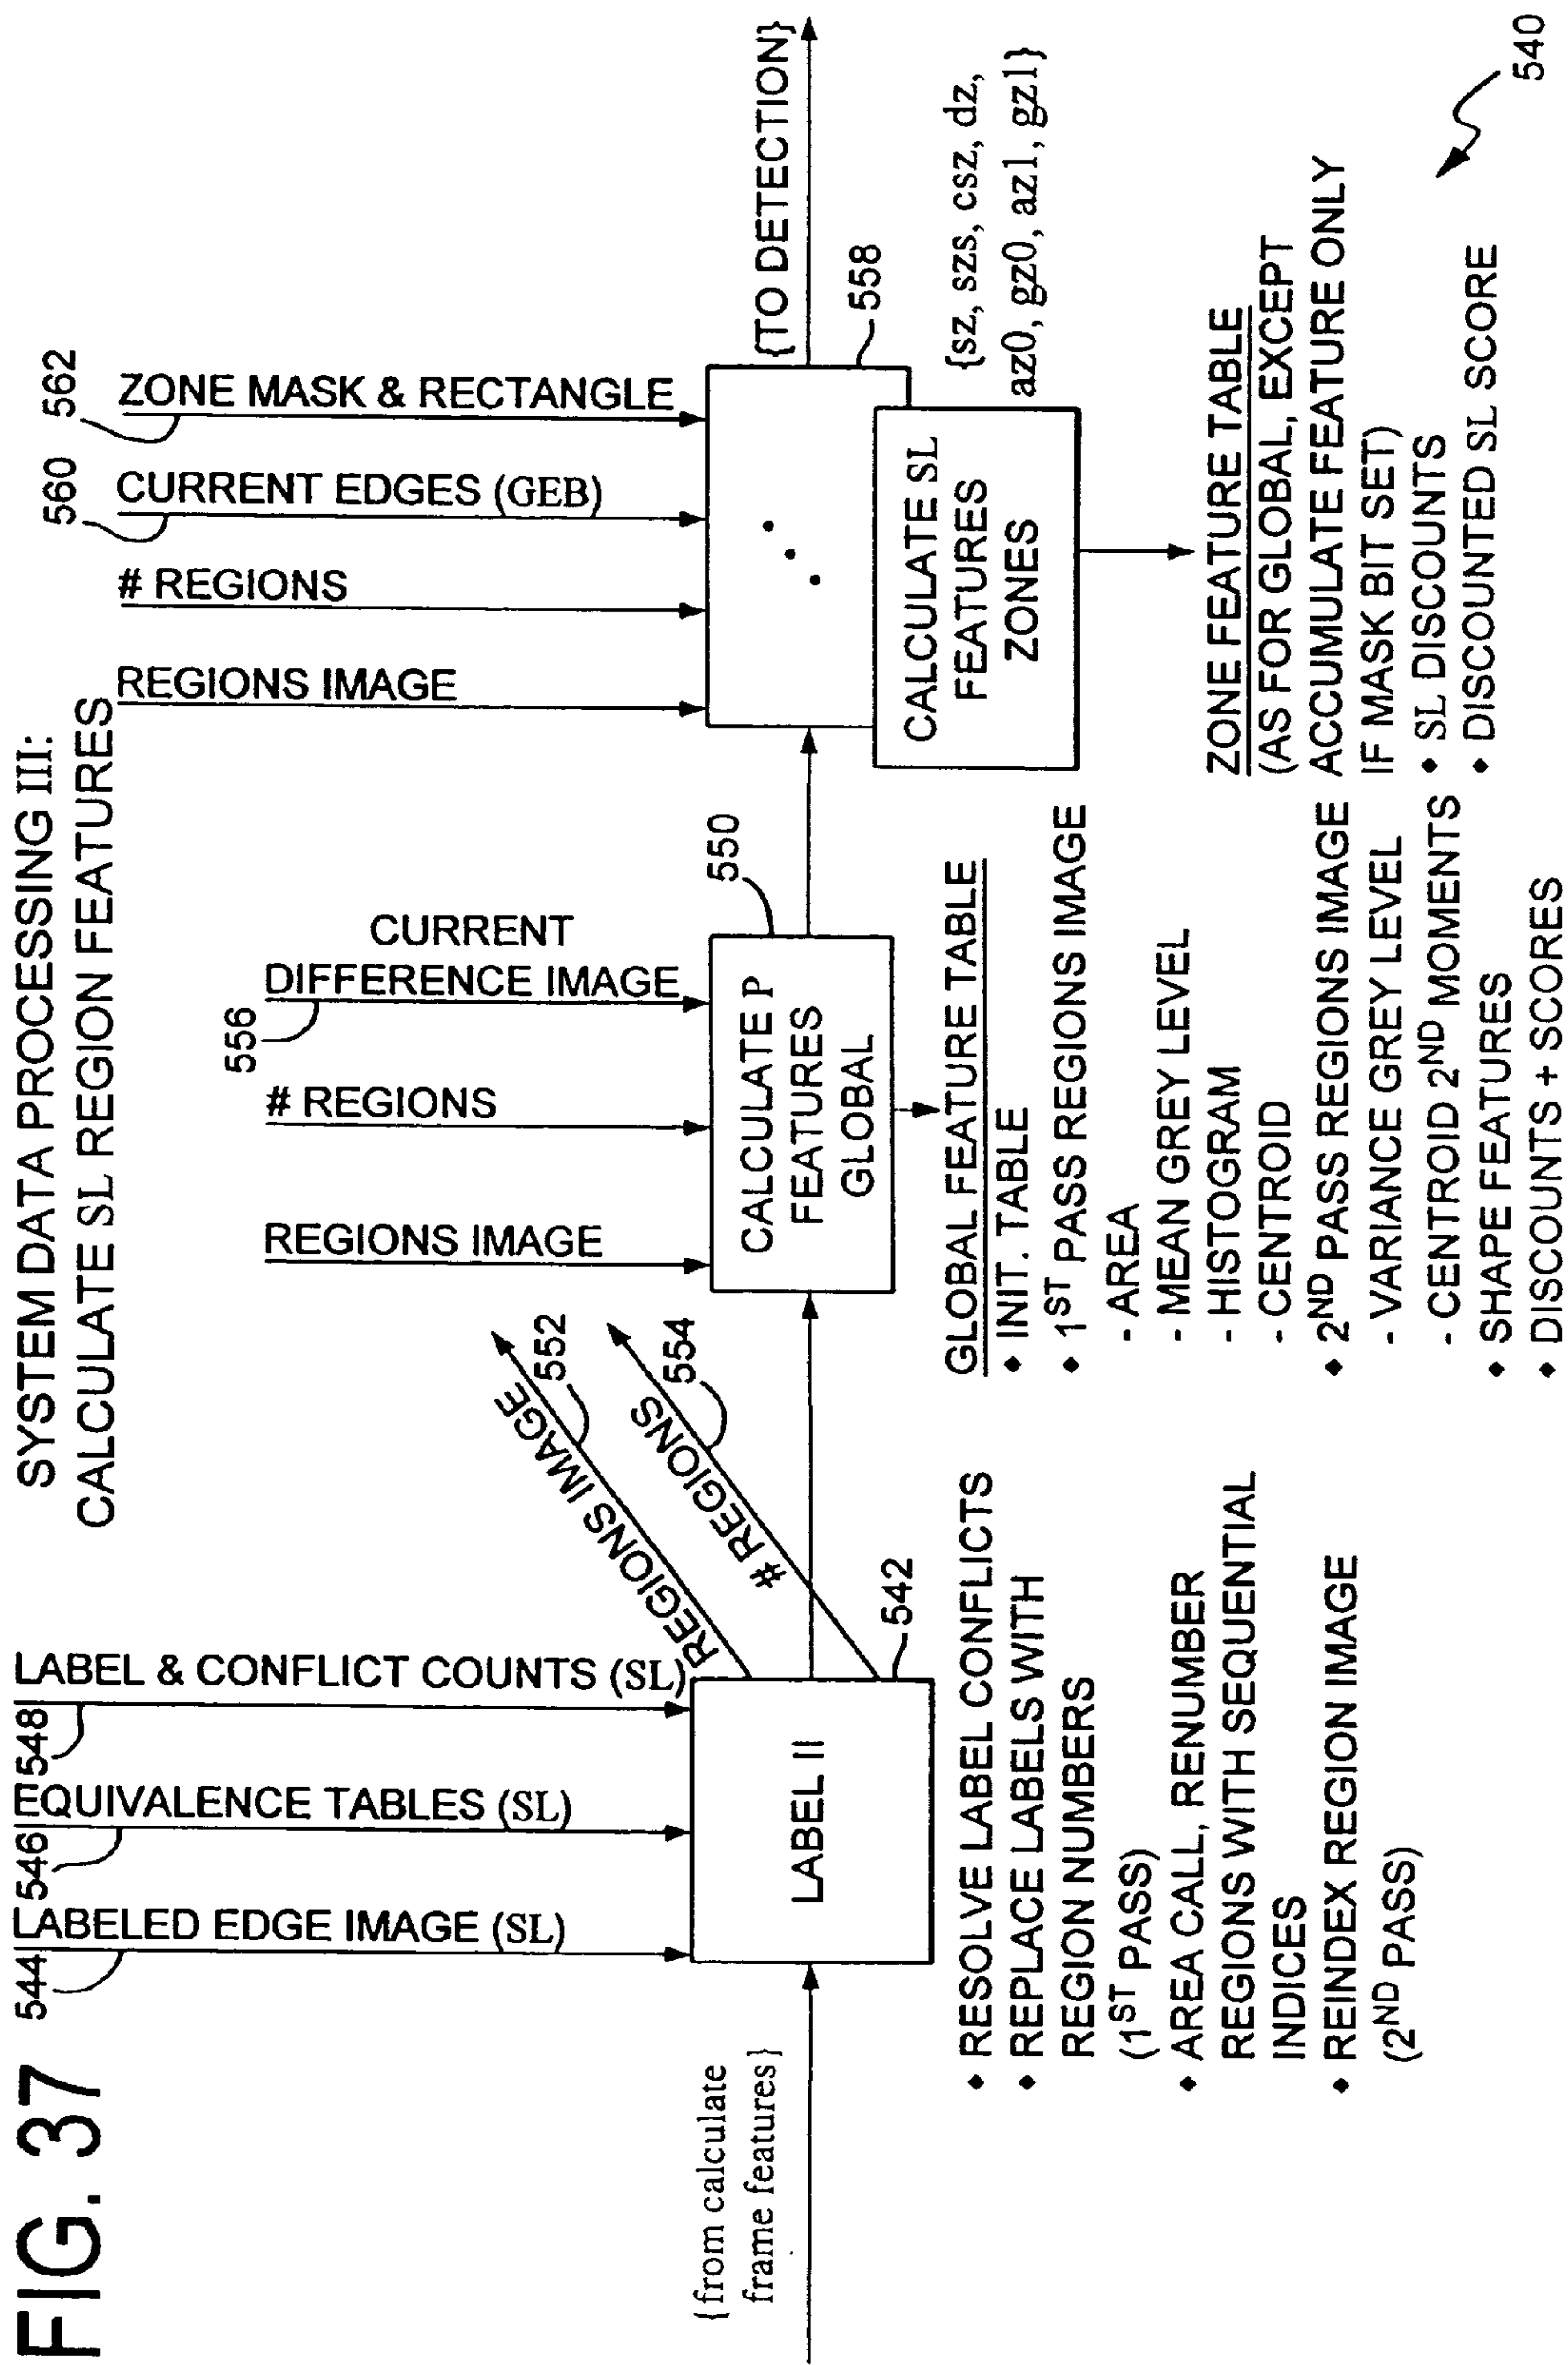 FIG. 37
SYSTEM DATA PROCESSING III:
CALCULATE SL REGION FEATURES
544
LABELED EDGE IMAGE (SL)
546
EQUIVALENCE TABLES (SL)
548
LABEL & CONFLICT COUNTS (SL)
{from calculate
frame features}
LABEL II
542
REGIONS IMAGE
552
# REGIONS
554
• RESOLVE LABEL CONFLICTS
• REPLACE LABELS WITH
REGION NUMBERS
(1ST PASS)
• AREA CALL, RENUMBER
REGIONS WITH SEQUENTIAL
INDICES
• REINDEX REGION IMAGE
(2ND PASS)
REGIONS IMAGE
# REGIONS
556
CURRENT
DIFFERENCE IMAGE
CALCULATE P
FEATURES
GLOBAL
550
GLOBAL FEATURE TABLE
• INIT. TABLE
• 1ST PASS REGIONS IMAGE
- AREA
- MEAN GREY LEVEL
- HISTOGRAM
- CENTROID
• 2ND PASS REGIONS IMAGE
- VARIANCE GREY LEVEL
- CENTROID 2ND MOMENTS
• SHAPE FEATURES
• DISCOUNTS + SCORES
REGIONS IMAGE
# REGIONS
560
CURRENT EDGES (GEB)
562
ZONE MASK & RECTANGLE
CALCULATE SL
FEATURES
ZONES
558
{TO DETECTION}
{sz, szs, csz, dz,
az0, gz0, az1, gz1}
ZONE FEATURE TABLE
(AS FOR GLOBAL, EXCEPT
ACCUMULATE FEATURE ONLY
IF MASK BIT SET)
• SL DISCOUNTS
• DISCOUNTED SL SCORE
540